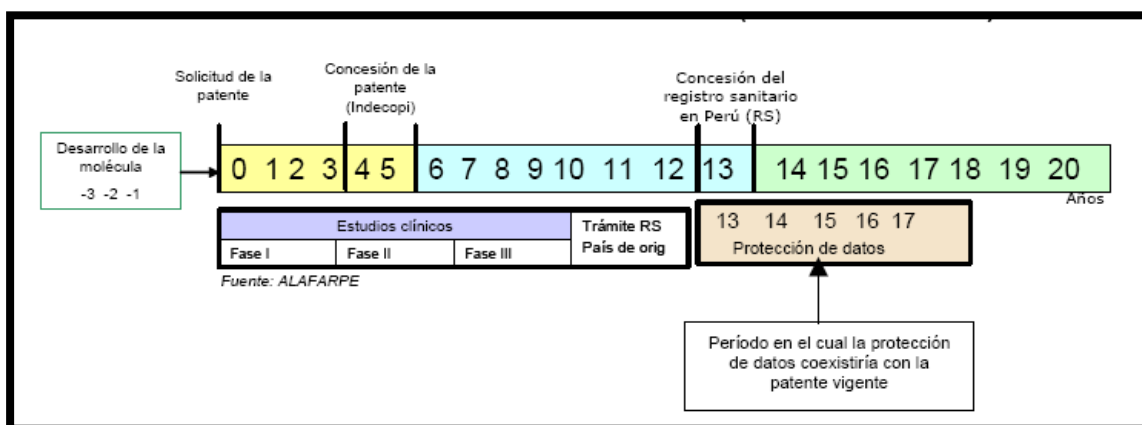 Solicitud de la
patente
Concesión de la
patente
(Indecopi)
Concesión del
registro sanitario
en Perú (RS)
Desarrollo de la
molécula
-3 -2 -1
0 1 2 3 4 5 6 7 8 9 10 11 12 13 14 15 16 17 18 19 20
Años
Estudios clínicos
Fase I Fase II Fase III
Trámite RS
País de orig
13 14 15 16 17
Protección de datos
Fuente: ALAFARPE
Período en el cual la protección
de datos coexistiría con la
patente vigente